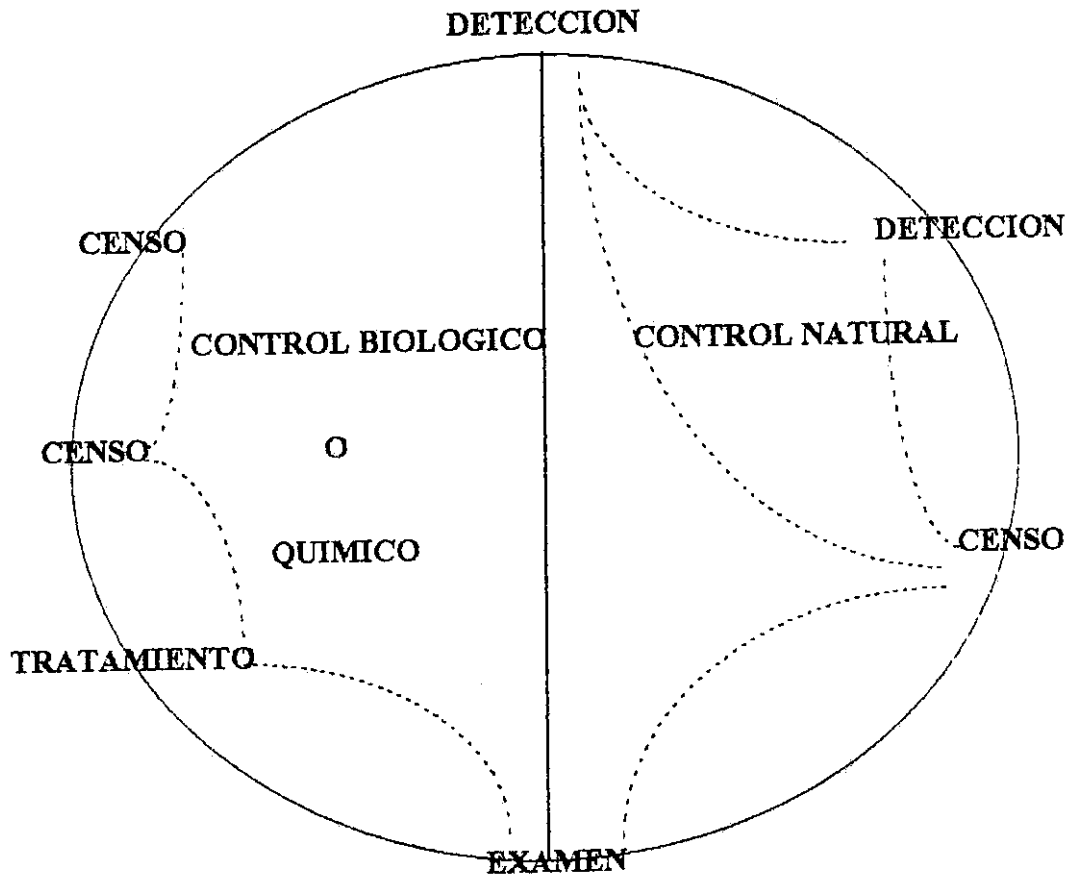 DETECCION
CENSO
DETECCION
CONTROL BIOLOGICO
CONTROL NATURAL
CENSO
O
QUIMICO
CENSO
TRATAMIENTO
EXAMEN